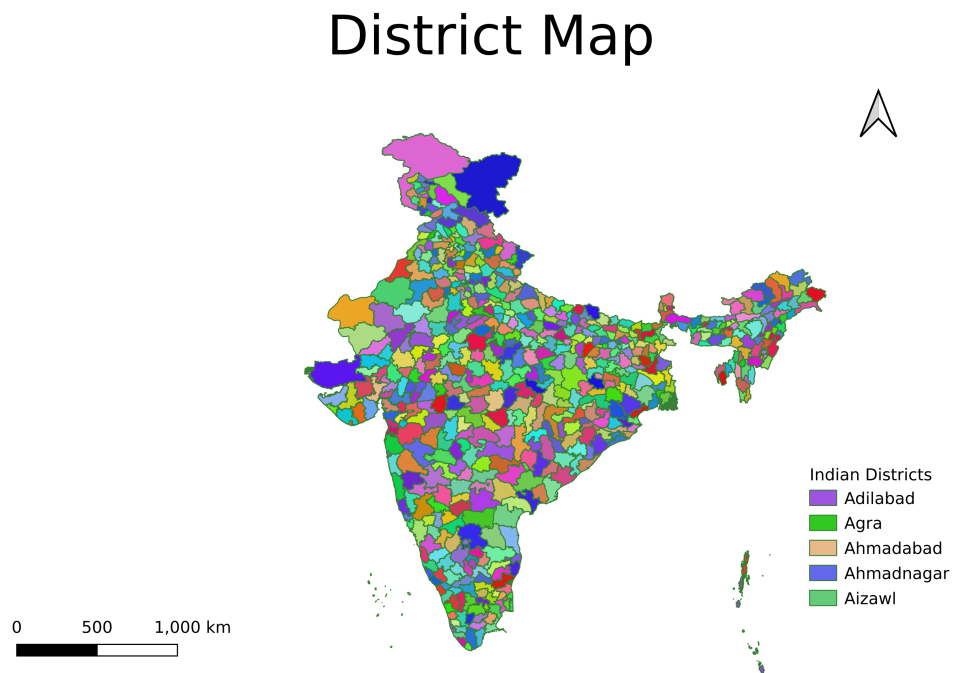 District Map
Indian Districts
Adilabad
Agra
Ahmadabad
Ahmadnagar
Aizawl
0 500 1,000 km